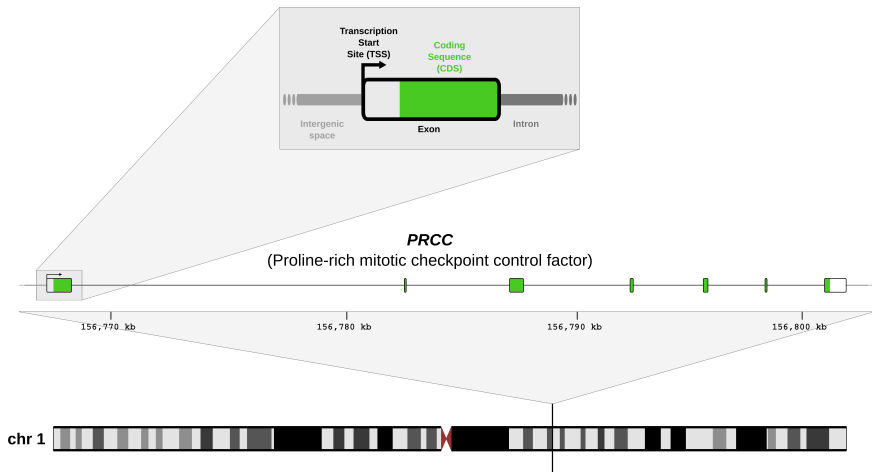 Transcription
Start
Site (TSS)
Coding
Sequence
(CDS)
Intergenic
space
Exon
Intron
PRCC
(Proline-rich mitotic checkpoint control factor)
156,770 kb
156,780 kb
156,790 kb
156,800 kb
chr 1